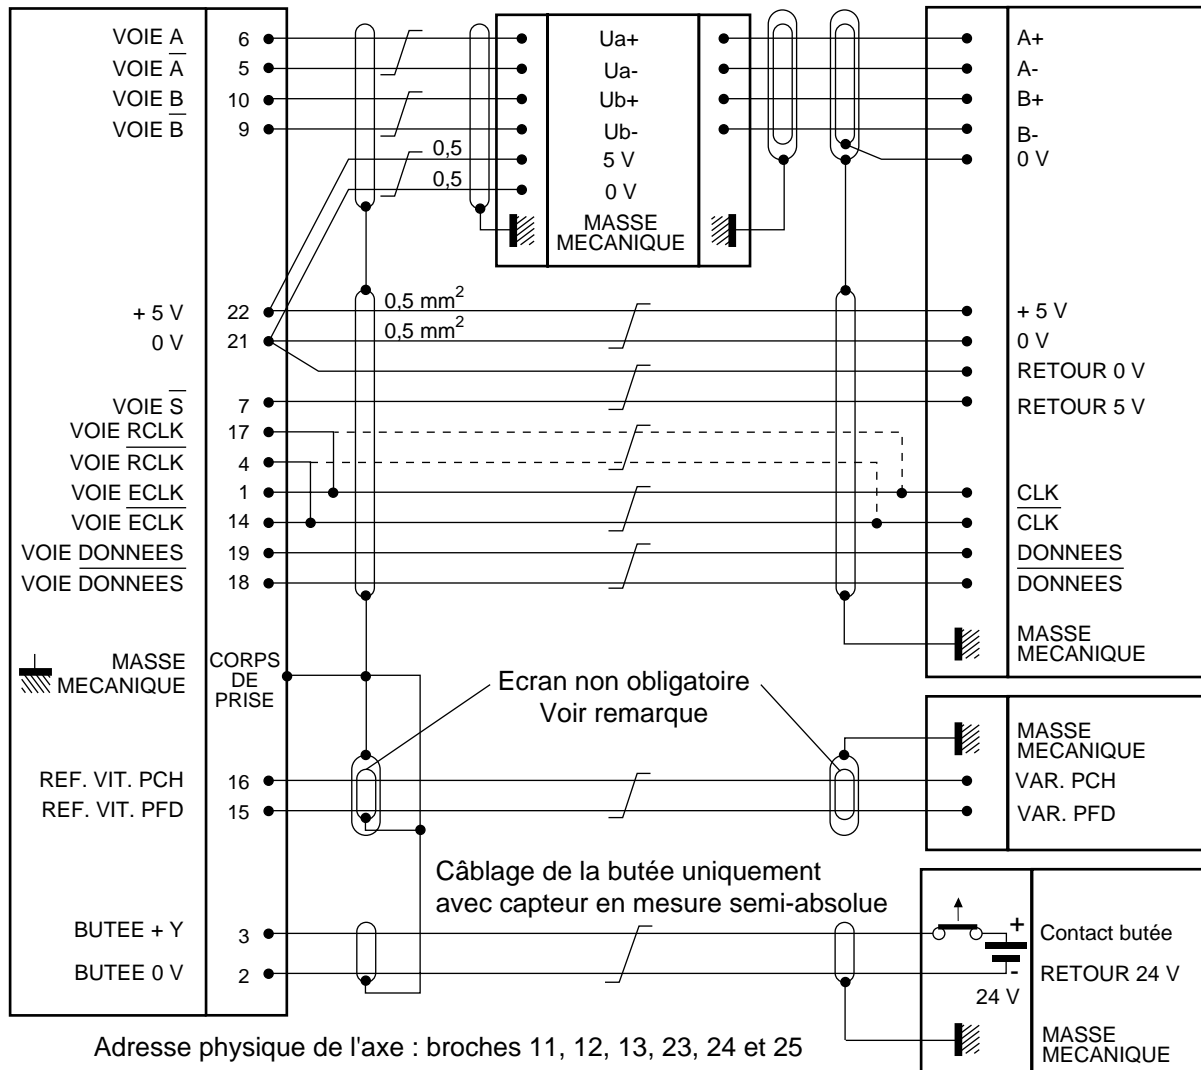 VOIE A 6 Ua+ A+
VOIE A̅ 5 Ua- A-
VOIE B 10 Ub+ B+
VOIE B̅ 9 Ub- B-
0,5 5 V 0 V
0,5 0 V
MASSE
MECANIQUE
+ 5 V 22 0,5 mm² + 5 V
0 V 21 0,5 mm² 0 V
RETOUR 0 V
VOIE S̅ 7 RETOUR 5 V
VOIE RCLK 17
VOIE R̅C̅L̅K̅ 4
VOIE ECLK 1 CLK
VOIE E̅C̅L̅K̅ 14 C̅L̅K̅
VOIE DONNEES 19 DONNEES
VOIE D̅O̅N̅N̅E̅E̅S̅ 18 D̅O̅N̅N̅E̅E̅S̅
MASSE
MECANIQUE
MASSE
MECANIQUE
CORPS
DE
PRISE
Ecran non obligatoire
Voir remarque
MASSE
MECANIQUE
REF. VIT. PCH 16 VAR. PCH
REF. VIT. PFD 15 VAR. PFD
Câblage de la butée uniquement
avec capteur en mesure semi-absolue
BUTEE + Y 3 + Contact butée
BUTEE 0 V 2 - RETOUR 24 V
24 V
MASSE
MECANIQUE
Adresse physique de l'axe : broches 11, 12, 13, 23, 24 et 25